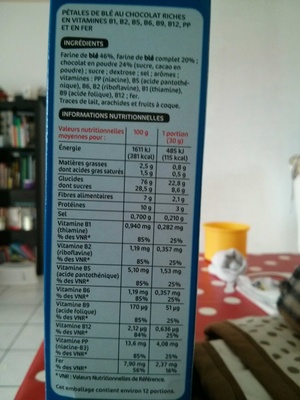 PÉTALES DE BLÉ AU CHOCOLAT RICHES
EN VITAMINES B1, B2, B5, B6, B9, B12, PP
ET EN FER
INGRÉDIENTS
Farine de blé 46%, farine de blé complet 20% ;
chocolat en poudre 24% (sucre, cacao en
poudre) ; sucre ; dextrose ; sel ; arômes ;
vitamines : PP (niacine), B5 (acide pantothé-
nique), B6, B2 (riboflavine), B1 (thiamine),
B9 (acide folique), B12 ; fer.
Traces de lait, arachides et fruits à coque.
INFORMATIONS NUTRITIONNELLES
Valeurs nutritionnelles 100 g 1 portion
moyennes pour : (30 g)
Énergie 1611 kJ 485 kJ
(381 kcal) (115 kcal)
Matières grasses 2,5 g 0,8 g
dont acides gras saturés 1,5 g 0,5 g
Glucides 76 g 22,8 g
dont sucres 28,5 g 8,6 g
Fibres alimentaires 7 g 2,1 g
Protéines 10 g 3 g
Sel 0,700 g 0,210 g
Vitamine B1 0,940 mg 0,282 mg
(thiamine)
% des VNR* 85% 25%
Vitamine B2 1,19 mg 0,357 mg
(riboflavine)
% des VNR* 85% 25%
Vitamine B5 5,10 mg 1,53 mg
(acide pantothénique)
% des VNR* 85% 25%
Vitamine B6 1,19 mg 0,357 mg
% des VNR* 85% 25%
Vitamine B9 170 µg 51 µg
(acide folique)
% des VNR* 85% 25%
Vitamine B12 2,12 µg 0,636 µg
% des VNR* 84% 25%
Vitamine PP 13,6 mg 4,08 mg
(niacine-B3)
% des VNR* 85% 25%
Fer 7,90 mg 2,37 mg
% des VNR* 56% 16%
* VNR : Valeurs Nutritionnelles de Référence.
Cet emballage contient environ 12 portions.